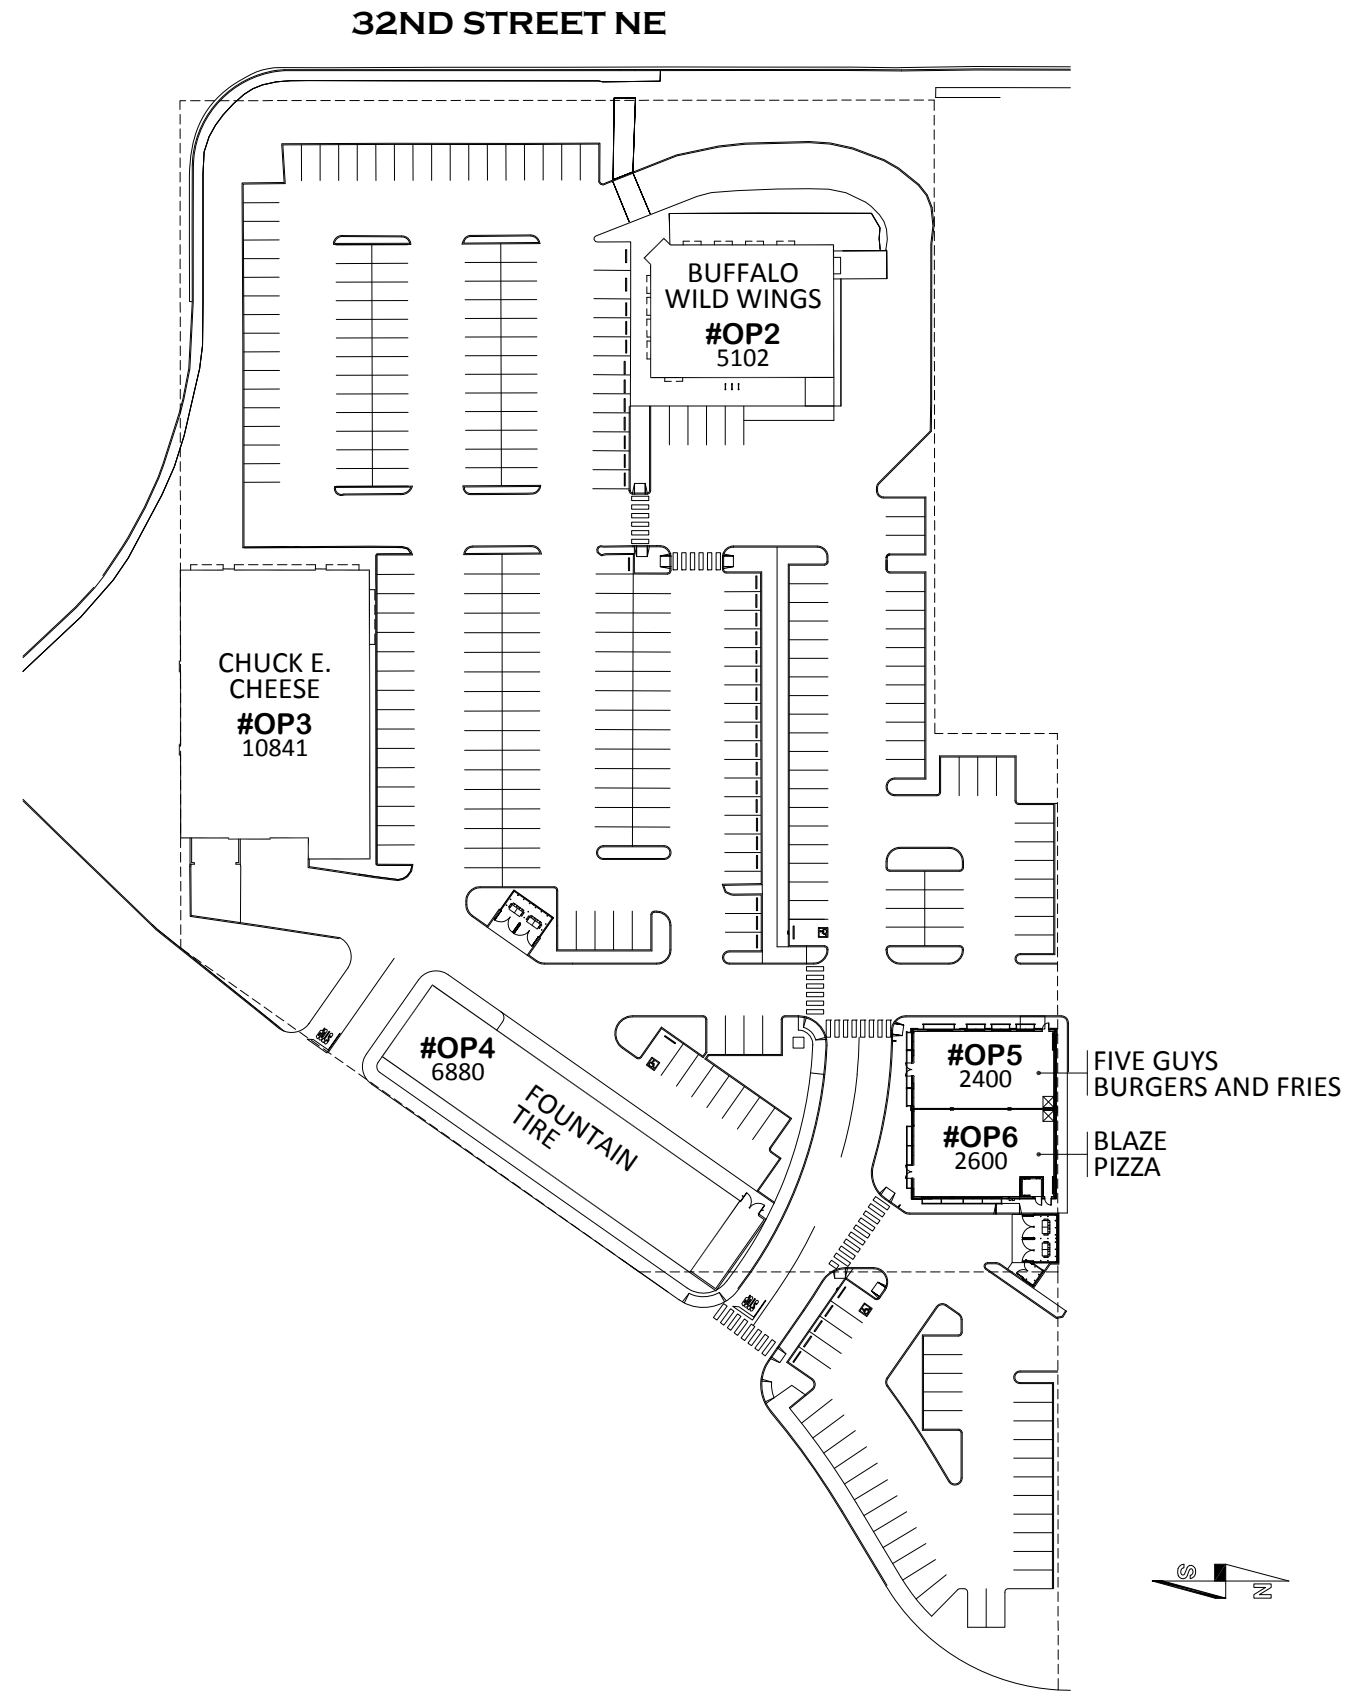 32ND STREET NE
BUFFALO
WILD WINGS
#OP2
5102
CHUCK E.
CHEESE
#OP3
10841
#OP4
6880
FOUNTAIN
TIRE
#OP5
2400
FIVE GUYS
BURGERS AND FRIES
#OP6
2600
BLAZE
PIZZA
S
N